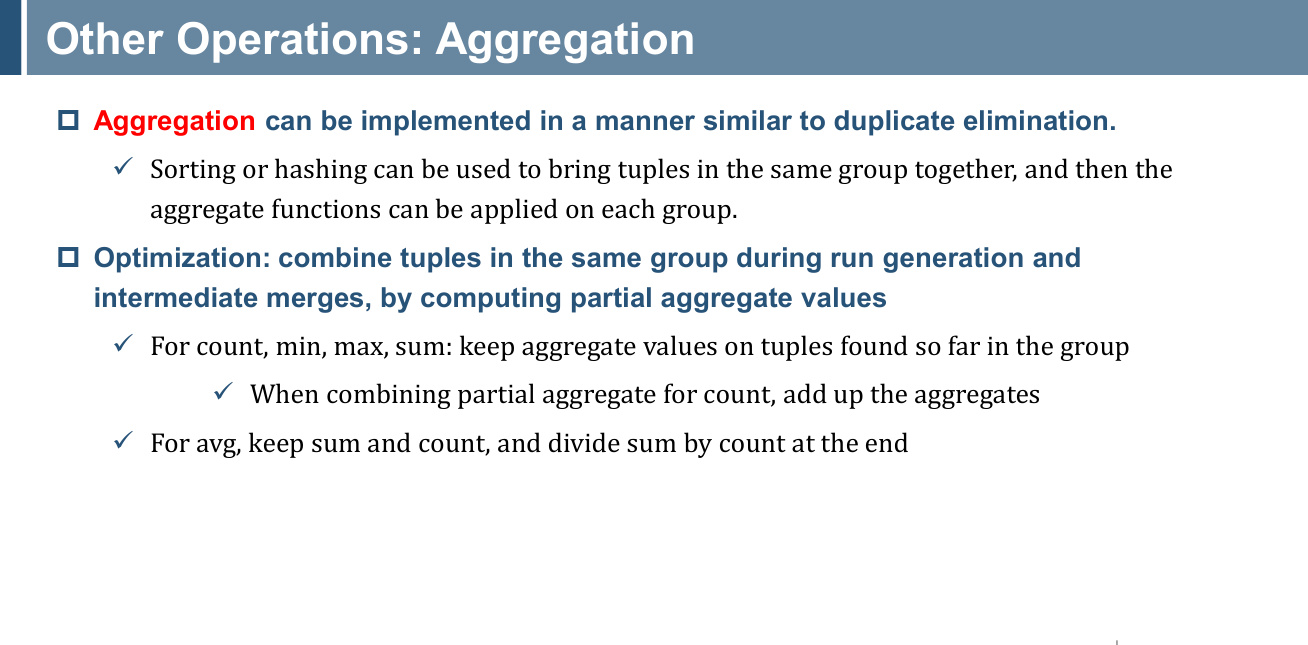 Other Operations: Aggregation
Aggregation can be implemented in a manner similar to duplicate elimination.
Sorting or hashing can be used to bring tuples in the same group together, and then the
aggregate functions can be applied on each group.
Optimization: combine tuples in the same group during run generation and
intermediate merges, by computing partial aggregate values
For count, min, max, sum: keep aggregate values on tuples found so far in the group
When combining partial aggregate for count, add up the aggregates
For avg, keep sum and count, and divide sum by count at the end